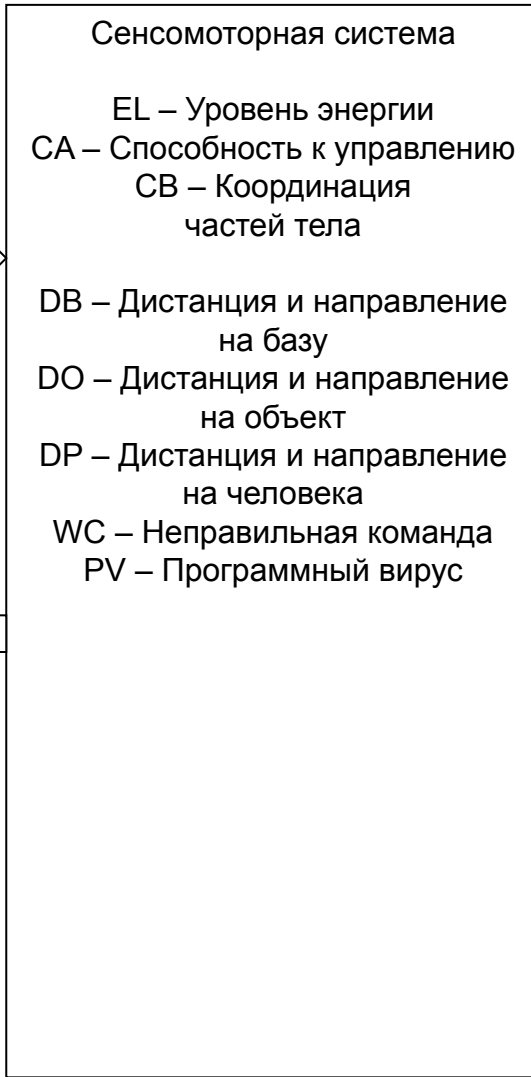 Сенсомоторная система
EL – Уровень энергии
CA – Способность к управлению
CB – Координация
частей тела
DB – Дистанция и направление
на базу
DO – Дистанция и направление
на объект
DP – Дистанция и направление
на человека
WC – Неправильная команда
PV – Программный вирус